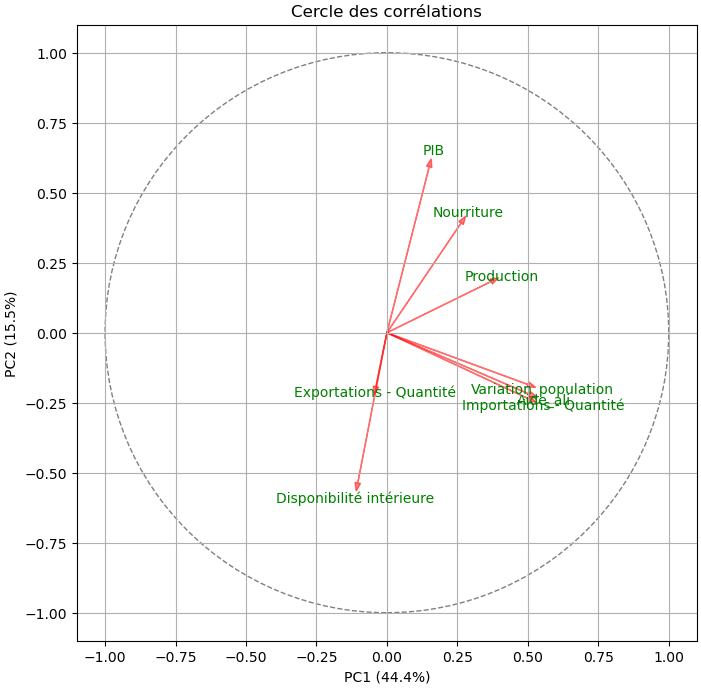 Cercle des corrélations
1.00
0.75
0.50
0.25
0.00
−0.25
−0.50
−0.75
−1.00
PC2 (15.5%)
PIB
Nourriture
Production
Variation_population
Exportations - Quantité
Aide_ali
Importations - Quantité
Disponibilité intérieure
−1.00 −0.75 −0.50 −0.25 0.00 0.25 0.50 0.75 1.00
PC1 (44.4%)